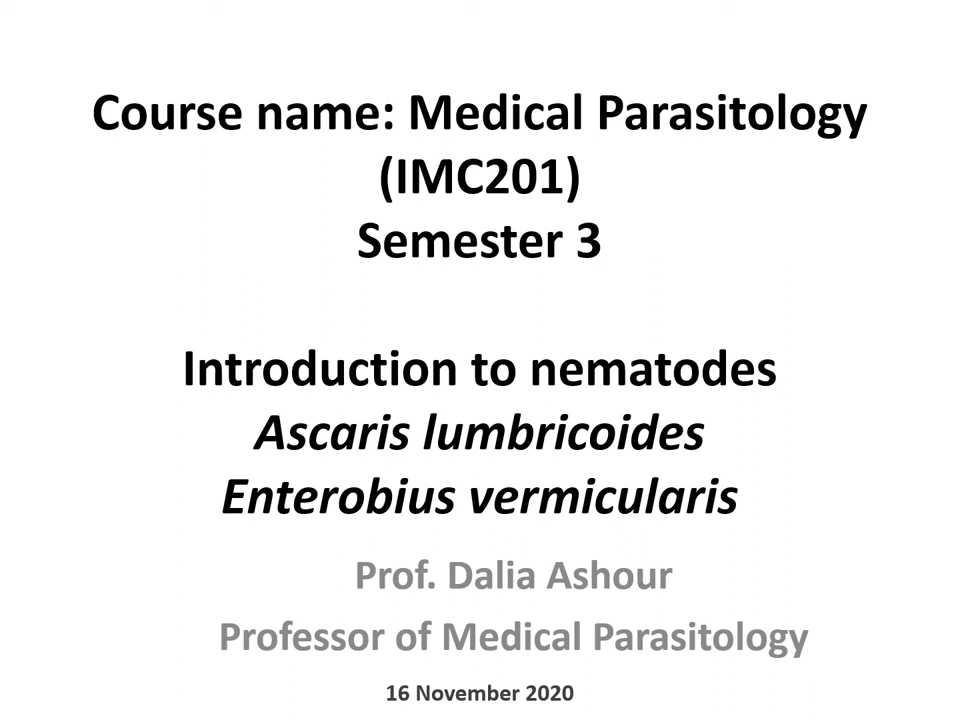 Course name: Medical Parasitology
(IMC201)
Semester 3
Introduction to nematodes
Ascaris lumbricoides
Enterobius vermicularis
Prof. Dalia Ashour
Professor of Medical Parasitology
16 November 2020